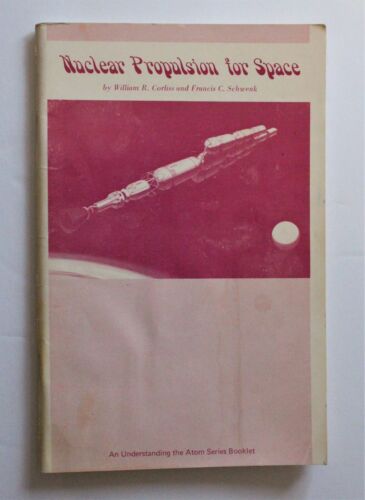 Nuclear Propulsion for Space
by William R. Corliss and Francis C. Schwenk
An Understanding the Atom Series Booklet